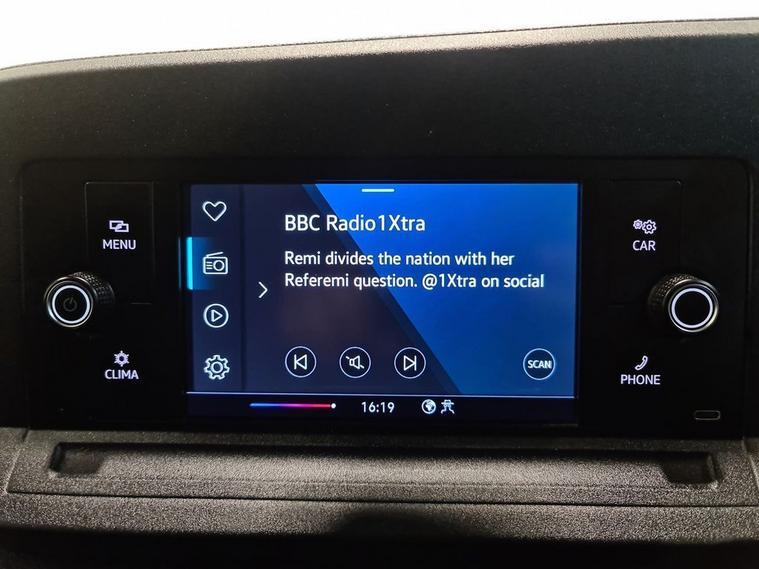 MENU
CLIMA
BBC Radio1Xtra
Remi divides the nation with her
Referemi question. @1Xtra on social
SCAN
16:19
CAR
PHONE